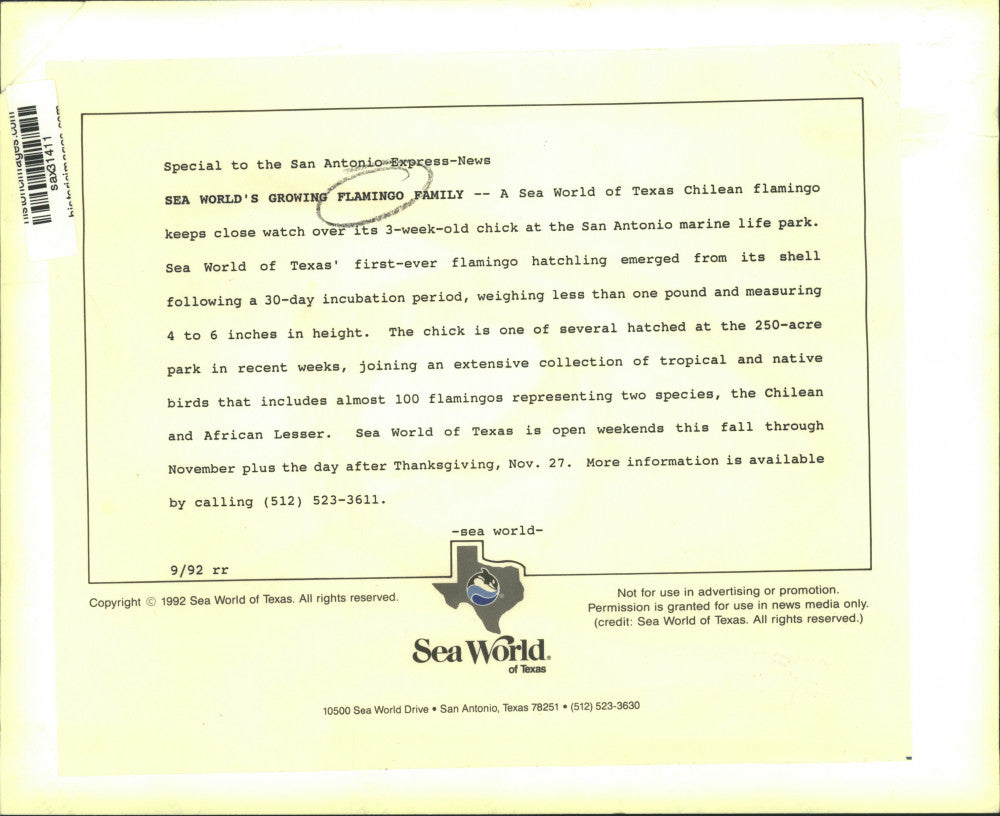 historicimages.com
sax31411
historicimages.com
Special to the San Antonio Express-News
SEA WORLD'S GROWING FLAMINGO FAMILY -- A Sea World of Texas Chilean flamingo
keeps close watch over its 3-week-old chick at the San Antonio marine life park.
Sea World of Texas' first-ever flamingo hatchling emerged from its shell
following a 30-day incubation period, weighing less than one pound and measuring
4 to 6 inches in height. The chick is one of several hatched at the 250-acre
park in recent weeks, joining an extensive collection of tropical and native
birds that includes almost 100 flamingos representing two species, the Chilean
and African Lesser. Sea World of Texas is open weekends this fall through
November plus the day after Thanksgiving, Nov. 27. More information is available
by calling (512) 523-3611.
-sea world-
9/92 rr
Copyright © 1992 Sea World of Texas. All rights reserved.
Not for use in advertising or promotion.
Permission is granted for use in news media only.
(credit: Sea World of Texas. All rights reserved.)
Sea World®
of Texas
10500 Sea World Drive • San Antonio, Texas 78251 • (512) 523-3630